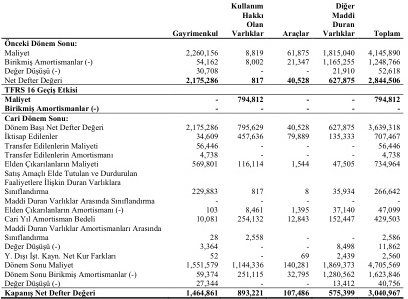 Gayrimenkul Kullanım Hakkı Olan Varlıklar Araçlar Diğer Maddi Duran Varlıklar Toplam
Önceki Dönem Sonu:
Maliyet 2,260,156 8,819 61,875 1,815,040 4,145,890
Birikmiş Amortismanlar (-) 54,162 8,002 21,347 1,165,255 1,248,766
Değer Düşüşü (-) 30,708 - - 21,910 52,618
Net Defter Değeri 2,175,286 817 40,528 627,875 2,844,506
TFRS 16 Geçiş Etkisi
Maliyet - 794,812 - - 794,812
Birikmiş Amortismanlar (-) - - - - -
Cari Dönem Sonu:
Dönem Başı Net Defter Değeri 2,175,286 795,629 40,528 627,875 3,639,318
İktisap Edilenler 34,609 457,636 79,889 135,333 707,467
Transfer Edilenlerin Maliyeti 56,446 - - - 56,446
Transfer Edilenlerin Amortismanı 4,738 - - - 4,738
Elden Çıkarılanların Maliyeti 569,801 116,114 1,544 47,505 734,964
Satış Amaçlı Elde Tutulan ve Durdurulan
Faaliyetlere İlişkin Duran Varlıklara
Sınıflandırma 229,883 817 8 35,934 266,642
Maddi Duran Varlıklar Arasında Sınıflandırma - - - - -
Elden Çıkarılanların Amortismanı (-) 103 8,461 1,395 37,140 47,099
Cari Yıl Amortisman Bedeli 10,081 254,132 12,843 152,447 429,503
Maddi Duran Varlıklar Amortismanları Arasında
Sınıflandırma 28 2,558 - - 2,586
Değer Düşüşü (-) 3,364 - - 8,498 11,862
Y. Dışı İşt. Kayn. Net Kur Farkları 52 - 69 2,439 2,560
Dönem Sonu Maliyet 1,551,579 1,144,336 140,281 1,869,373 4,705,569
Dönem Sonu Birikmiş Amortismanlar (-) 59,374 251,115 32,795 1,280,562 1,623,846
Değer Düşüşü (-) 27,344 - - 13,412 40,756
Kapanış Net Defter Değeri 1,464,861 893,221 107,486 575,399 3,040,967